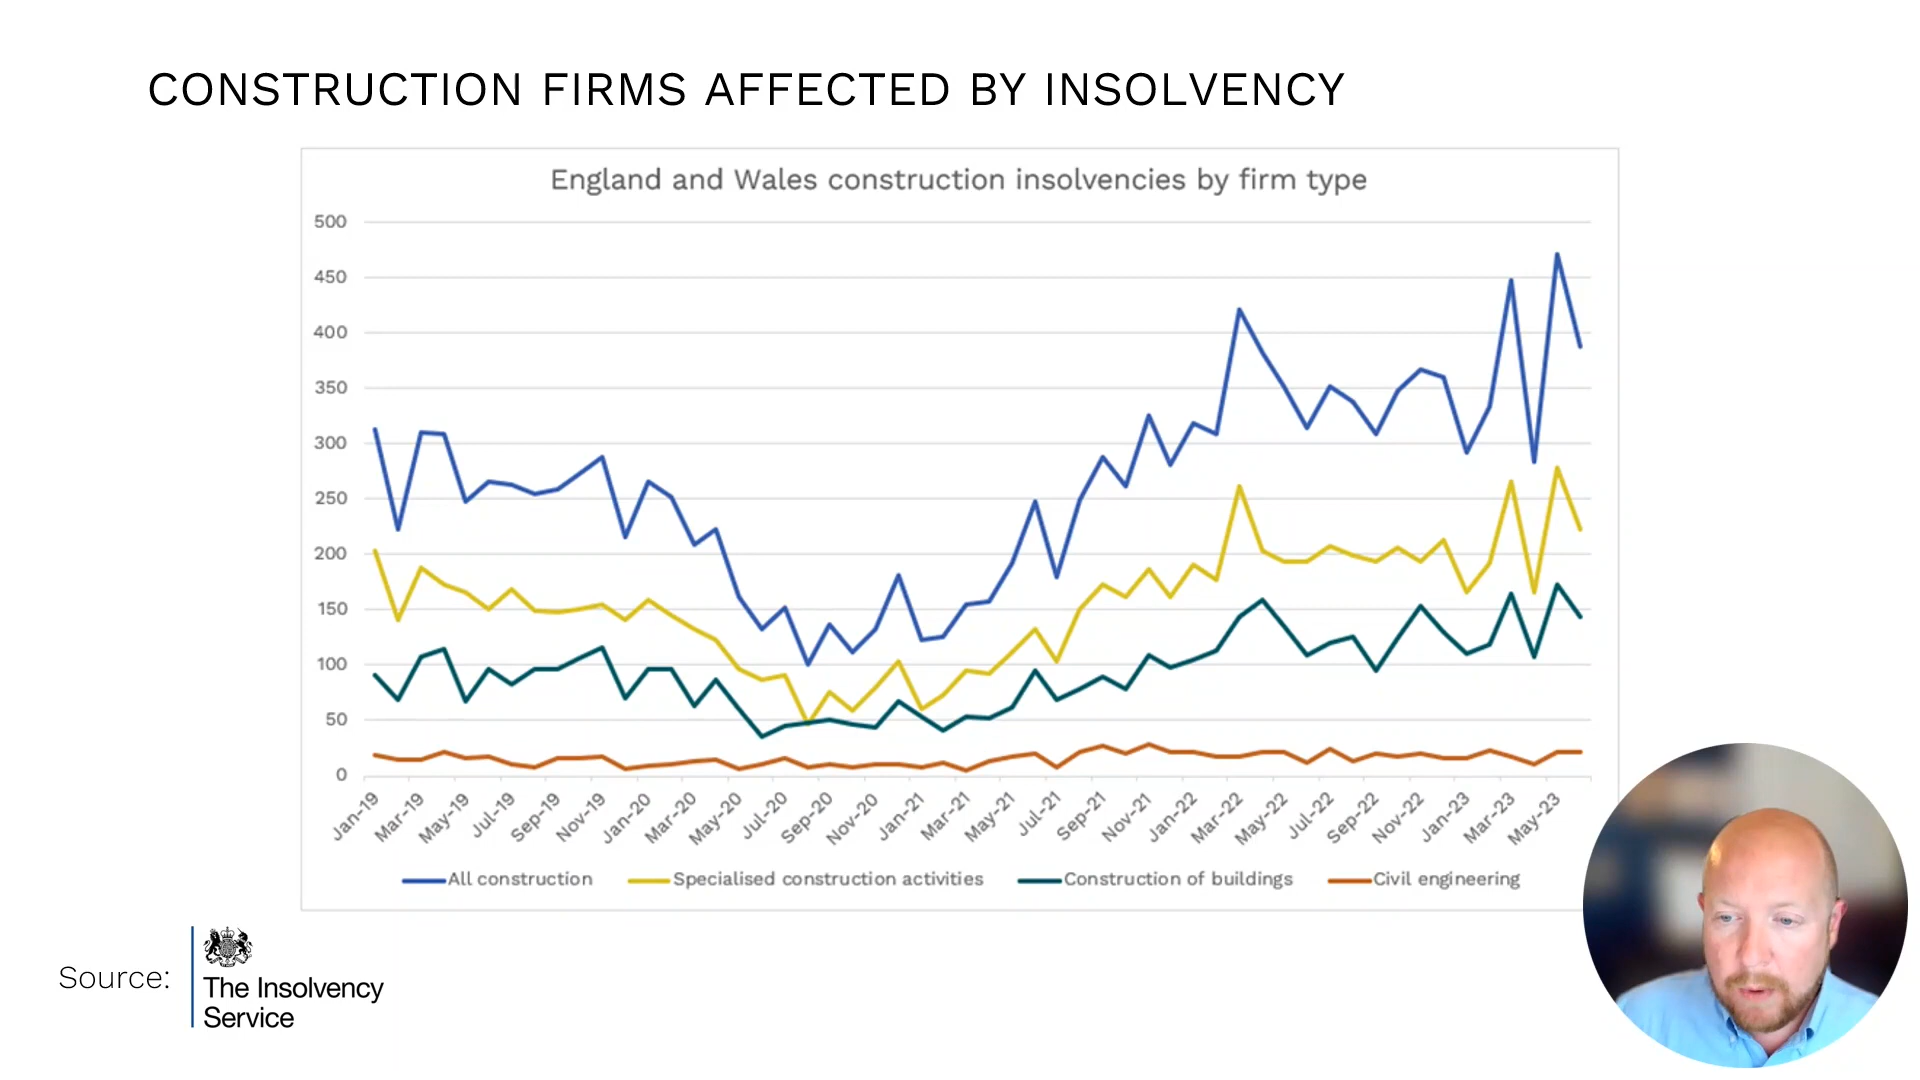 CONSTRUCTION FIRMS AFFECTED BY INSOLVENCY
England and Wales construction insolvencies by firm type
500
450
400
350
300
250
200
150
100
50
0
Jan-19
Mar-19
May-19
Jul-19
Sep-19
Nov-19
Jan-20
Mar-20
May-20
Jul-20
Sep-20
Nov-20
Jan-21
Mar-21
May-21
Jul-21
Sep-21
Nov-21
Jan-22
Mar-22
May-22
Jul-22
Sep-22
Nov-22
Jan-23
Mar-23
May-23
All construction
Specialised construction activities
Construction of buildings
Civil engineering
Source:
The Insolvency
Service